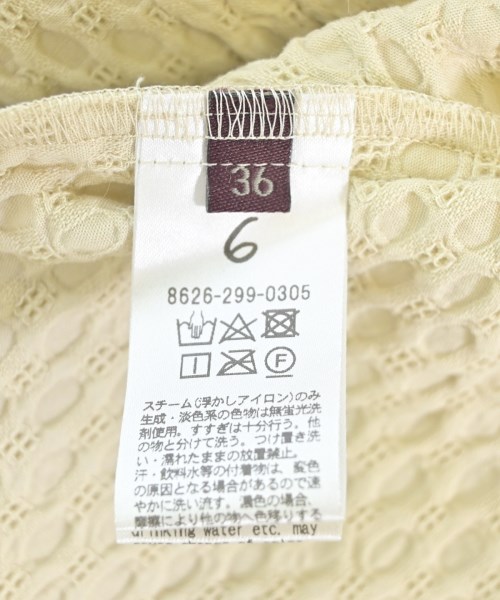 36
6
8626-299-0305
F
スチーム(浮かしアイロン)のみ
生成・淡色系の色物は無蛍光洗
剤使用。すすぎは十分行う。他
の物と分けて洗う。つけ置き洗
い・濡れたままの放置禁止。
汗・飲料水等の付着物は、変色
の原因となる場合があるので速
やかに洗い流す。濃色の場合、
摩擦により他の物へ色移りする
drinking water etc. may